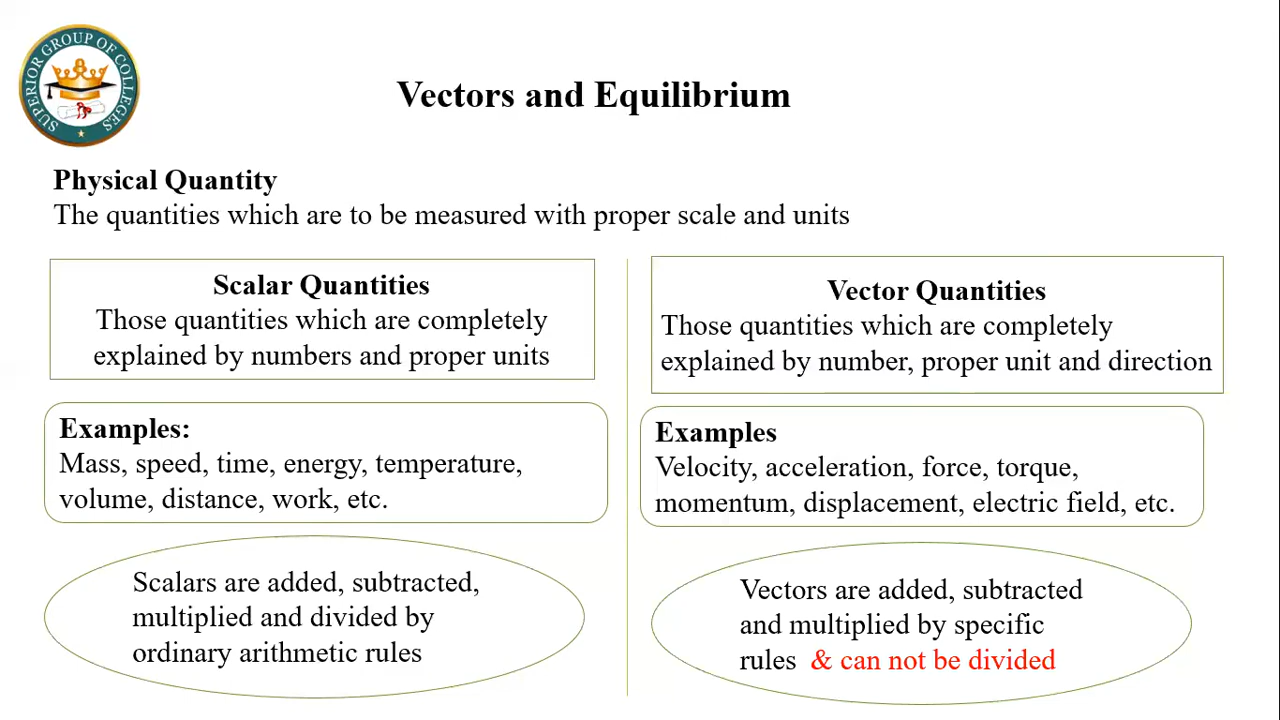 SUPERIOR GROUP OF COLLEGES
Vectors and Equilibrium
Physical Quantity
The quantities which are to be measured with proper scale and units
Scalar Quantities
Those quantities which are completely
explained by numbers and proper units
Examples:
Mass, speed, time, energy, temperature,
volume, distance, work, etc.
Scalars are added, subtracted,
multiplied and divided by
ordinary arithmetic rules
Vector Quantities
Those quantities which are completely
explained by number, proper unit and direction
Examples
Velocity, acceleration, force, torque,
momentum, displacement, electric field, etc.
Vectors are added, subtracted
and multiplied by specific
rules & can not be divided